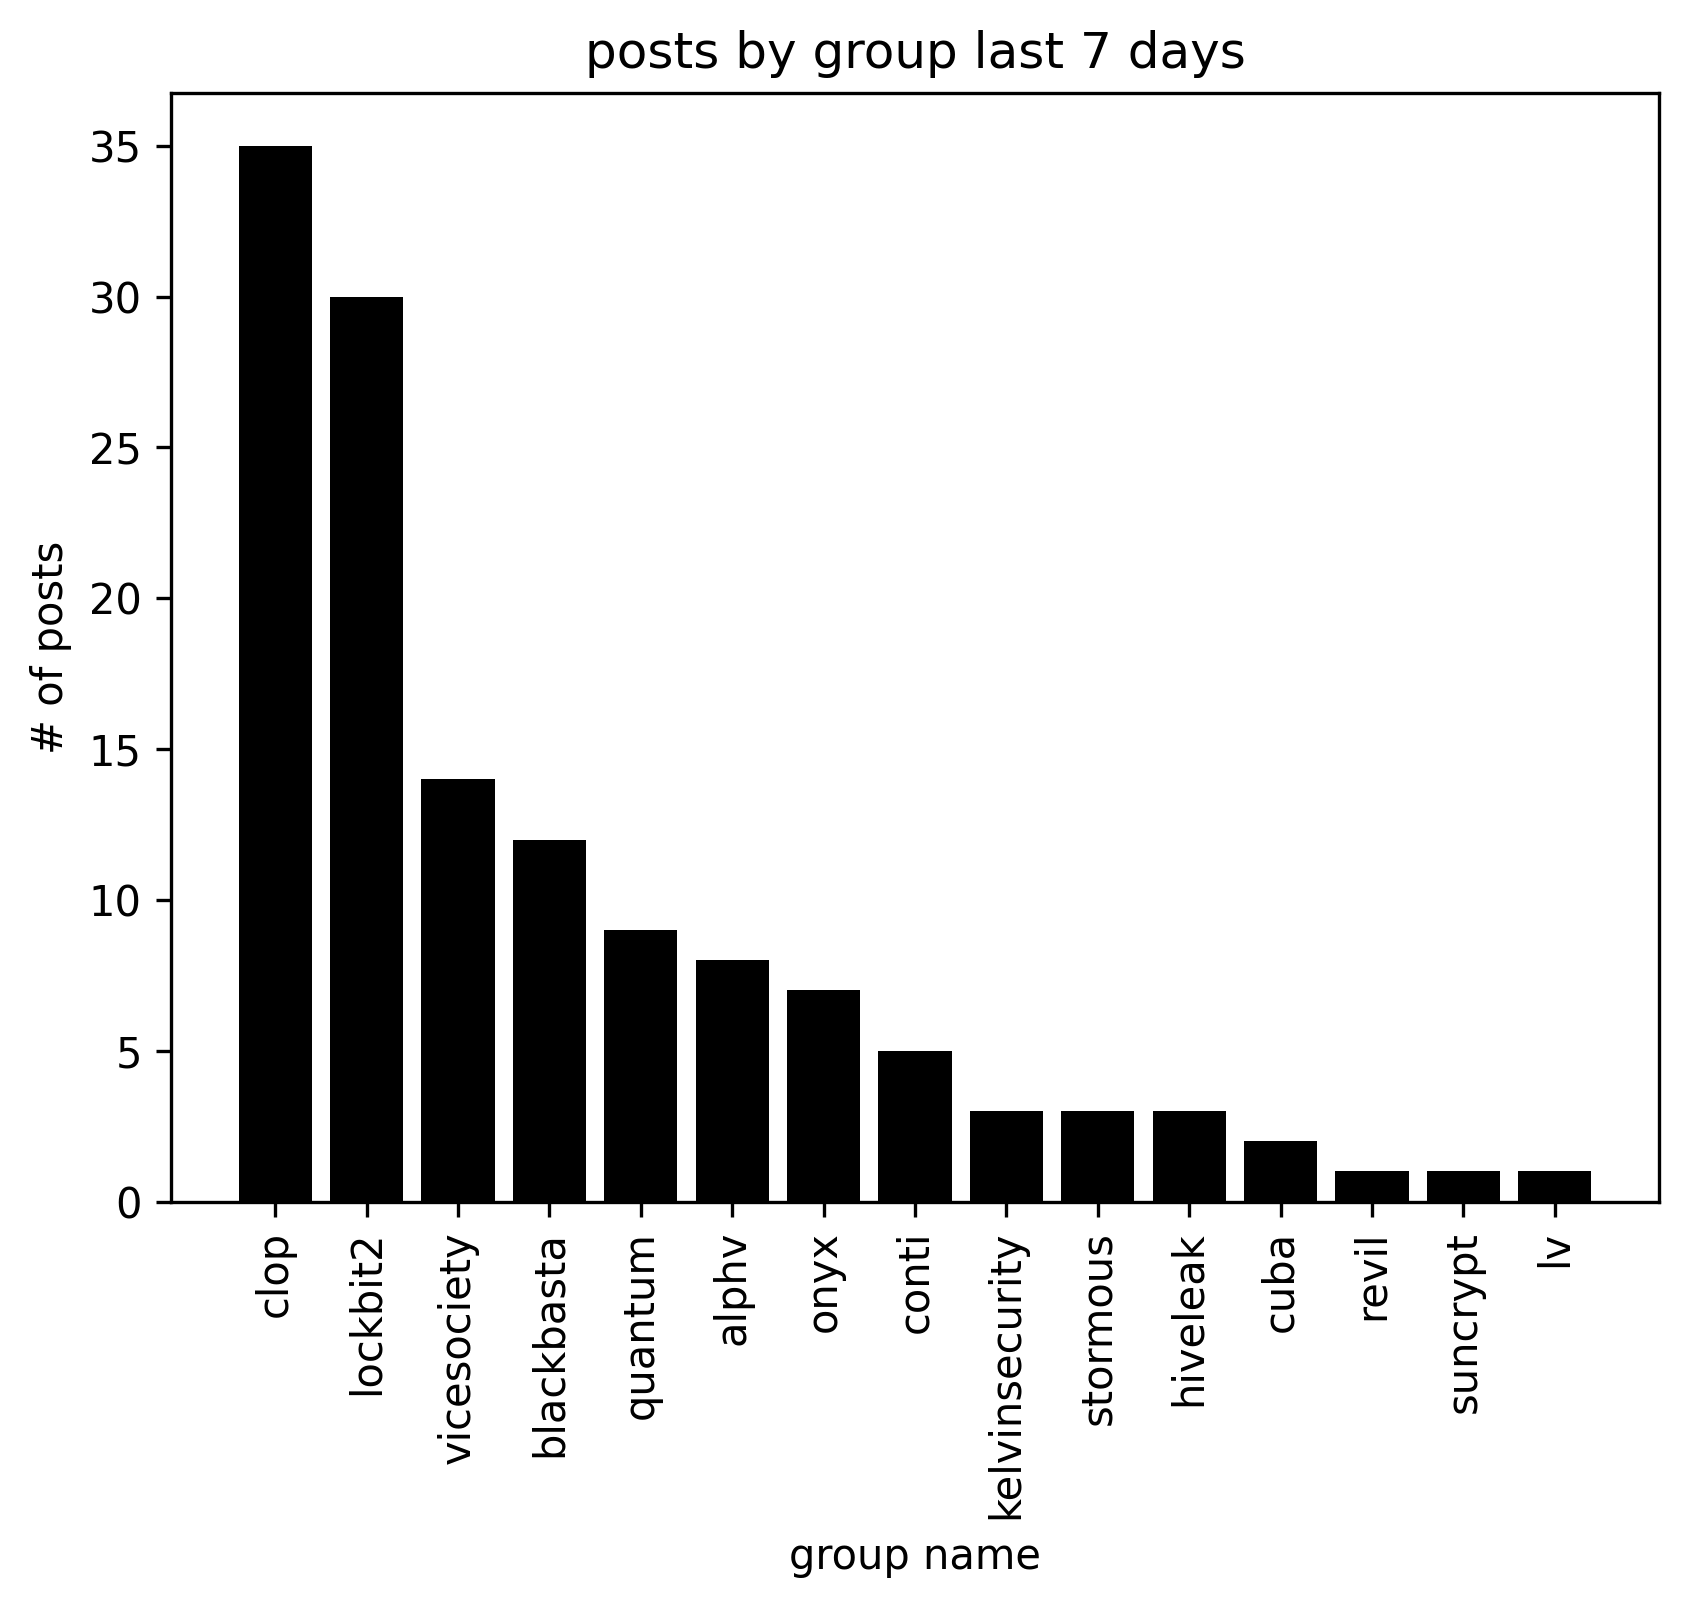 posts by group last 7 days
# of posts
35
30
25
20
15
10
5
0
clop
lockbit2
vicesociety
blackbasta
quantum
alphv
onyx
conti
kelvinsecurity
stormous
hiveleak
cuba
revil
suncrypt
lv
group name